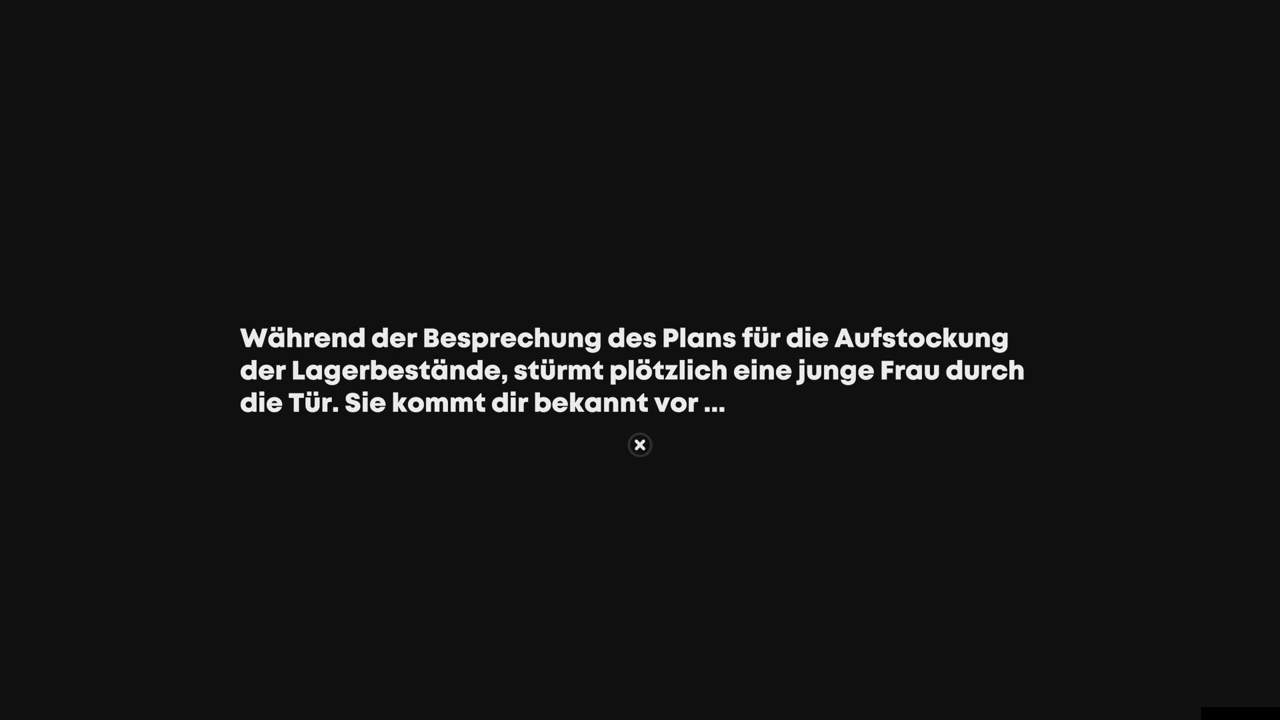 Während der Besprechung des Plans für die Aufstockung
der Lagerbestände, stürmt plötzlich eine junge Frau durch
die Tür. Sie kommt dir bekannt vor ...